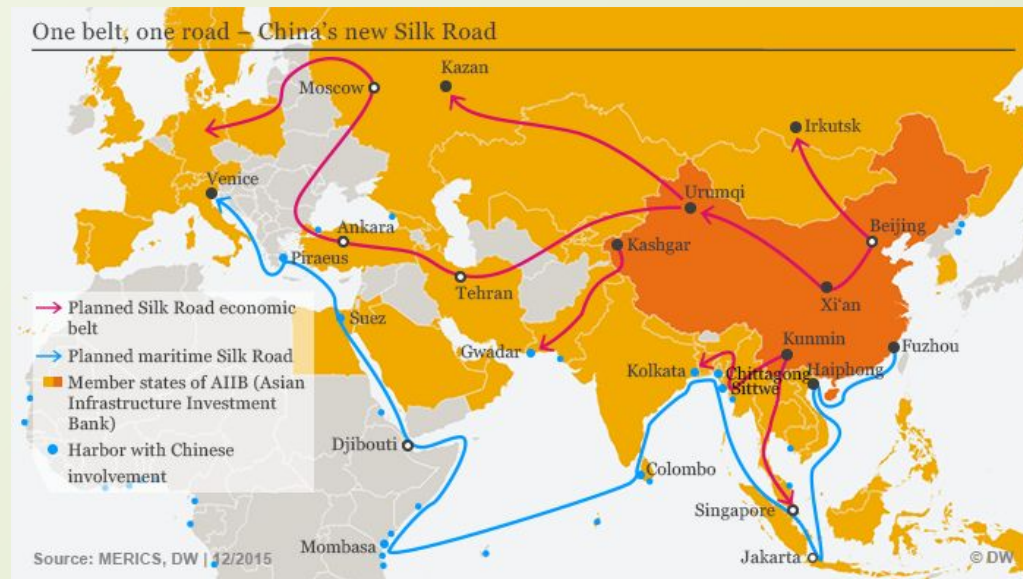 One belt, one road – China's new Silk Road
Kazan
Moscow
Irkutsk
Venice
Urumqi
Ankara
Beijing
Kashgar
Piraeus
Tehran
Xi'an
Planned Silk Road economic
belt
Suez
Kunmin
Fuzhou
Planned maritime Silk Road
Gwadar
Kolkata
Chittagong
Haiphong
Member states of AIIB (Asian
Infrastructure Investment
Bank)
Sittwe
Djibouti
Harbor with Chinese
involvement
Colombo
Singapore
Mombasa
Jakarta
Source: MERICS, DW | 12/2015
© DW